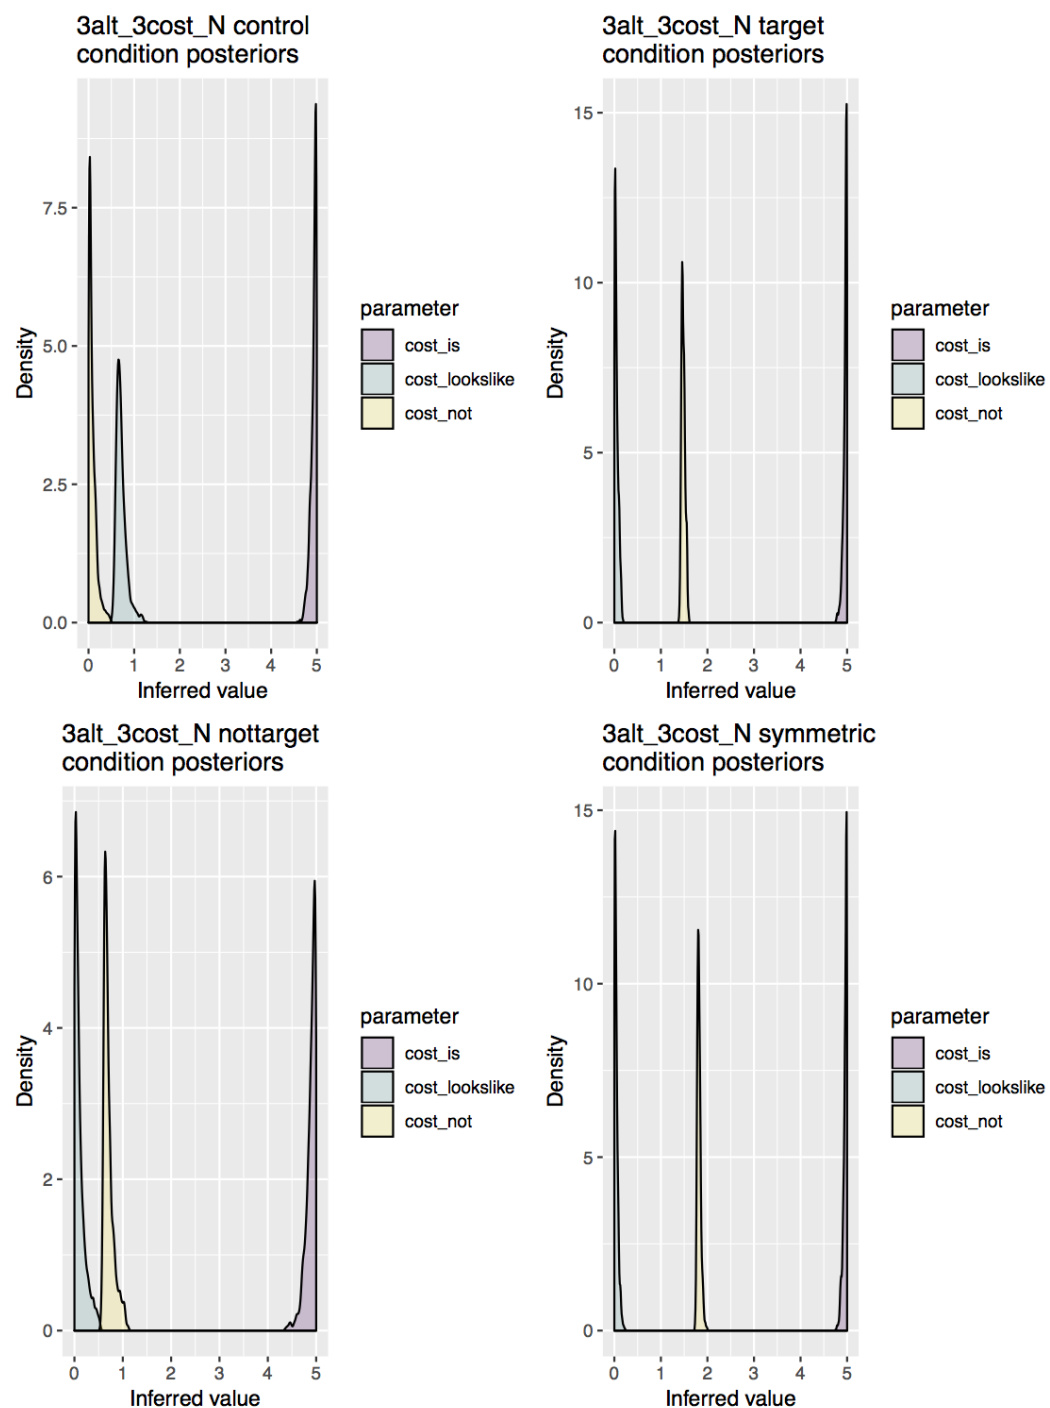 3alt_3cost_N control
condition posteriors
7.5
5.0
2.5
0.0
Density
0 1 2 3 4 5
Inferred value
parameter
cost_is
cost_lookslike
cost_not
3alt_3cost_N target
condition posteriors
15
10
5
0
Density
0 1 2 3 4 5
Inferred value
parameter
cost_is
cost_lookslike
cost_not
3alt_3cost_N nottarget
condition posteriors
6
4
2
0
Density
0 1 2 3 4 5
Inferred value
parameter
cost_is
cost_lookslike
cost_not
3alt_3cost_N symmetric
condition posteriors
15
10
5
0
Density
0 1 2 3 4 5
Inferred value
parameter
cost_is
cost_lookslike
cost_not